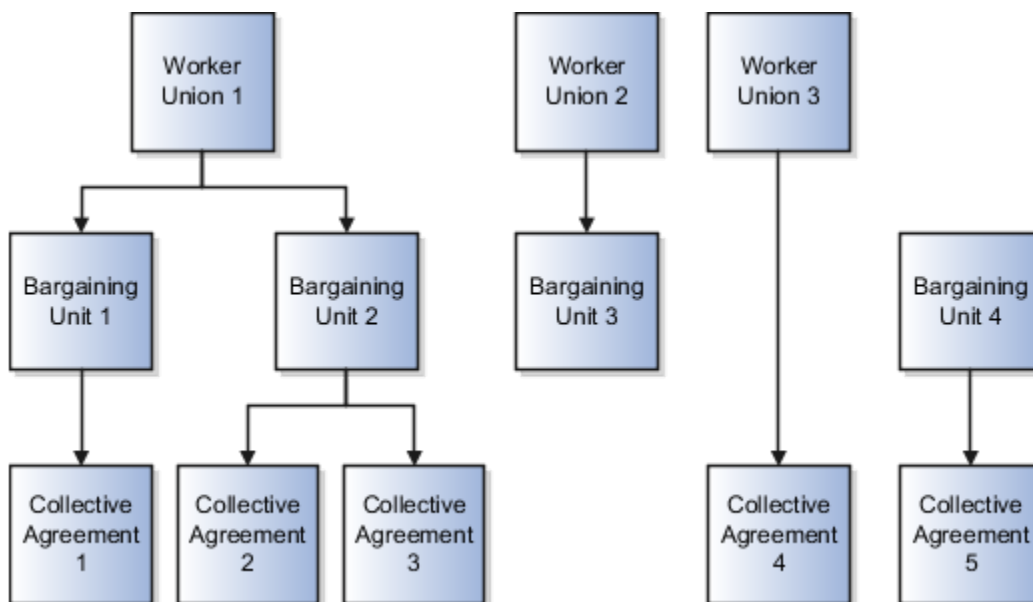 Worker
Union 1
Worker
Union 2
Worker
Union 3
Bargaining
Unit 1
Bargaining
Unit 2
Bargaining
Unit 3
Bargaining
Unit 4
Collective
Agreement
1
Collective
Agreement
2
Collective
Agreement
3
Collective
Agreement
4
Collective
Agreement
5